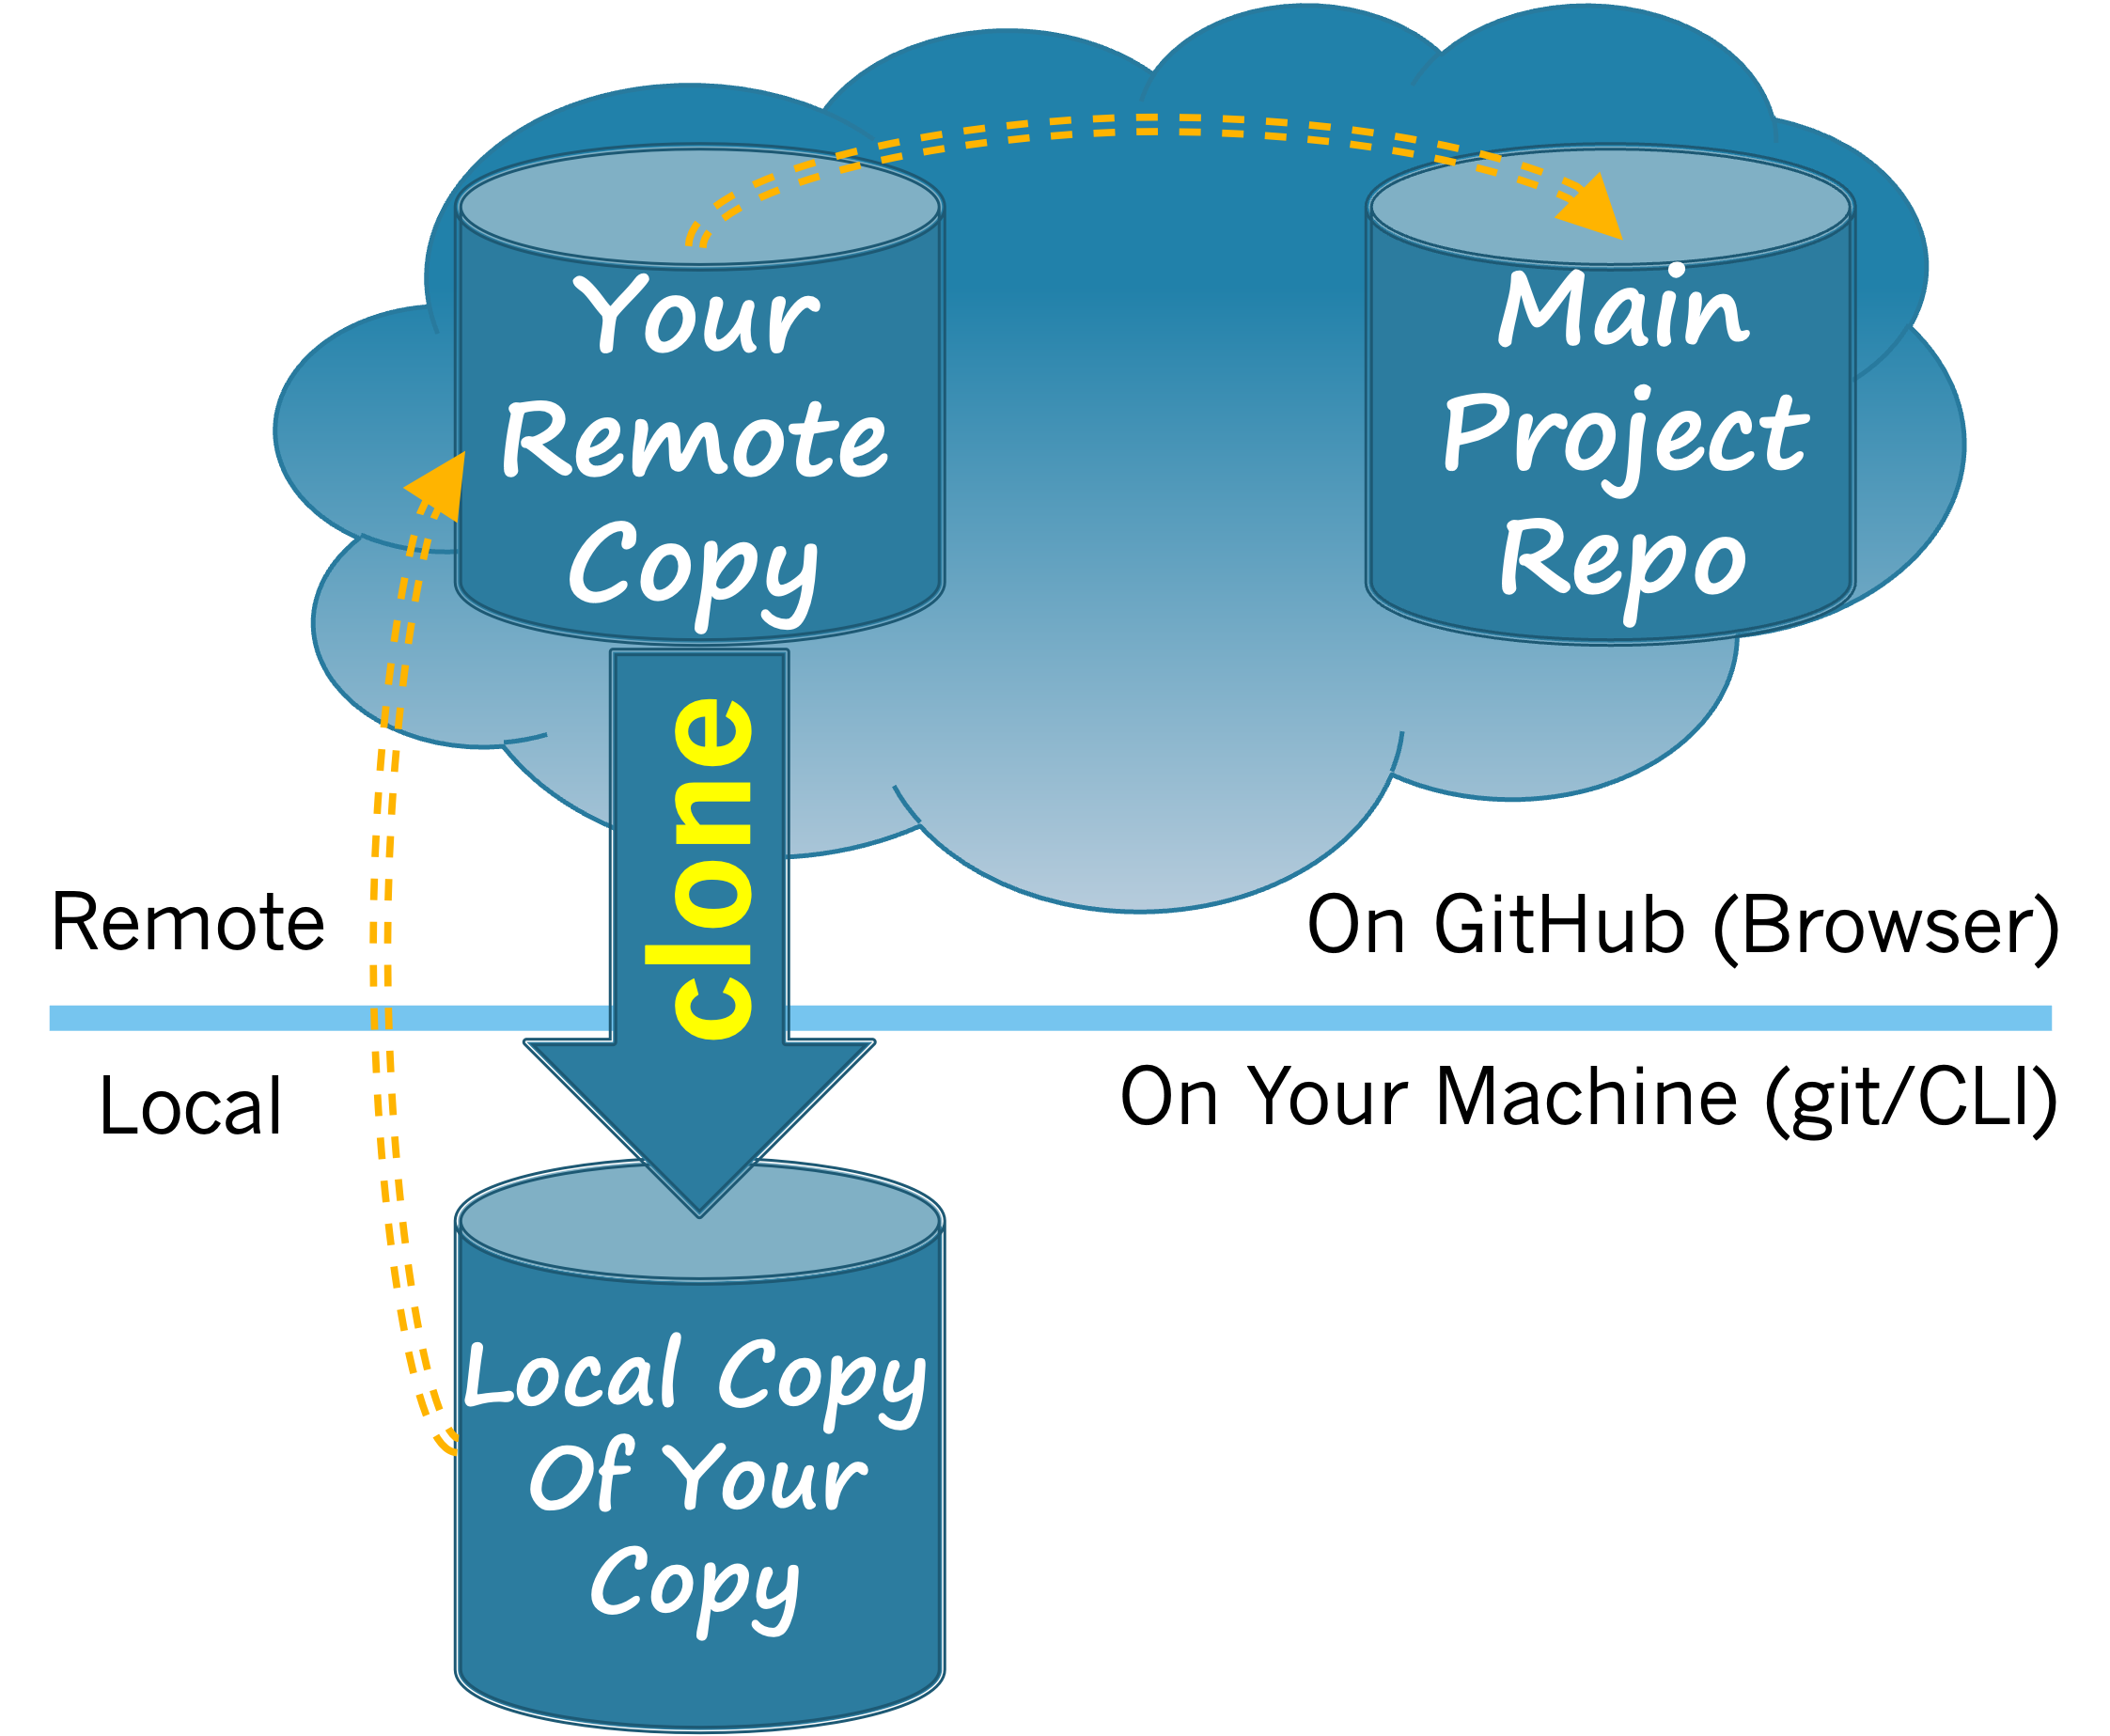 Your
Remote
Copy
Main
Project
Repo
clone
Remote
On GitHub (Browser)
Local
On Your Machine (git/CLI)
Local Copy
Of Your
Copy